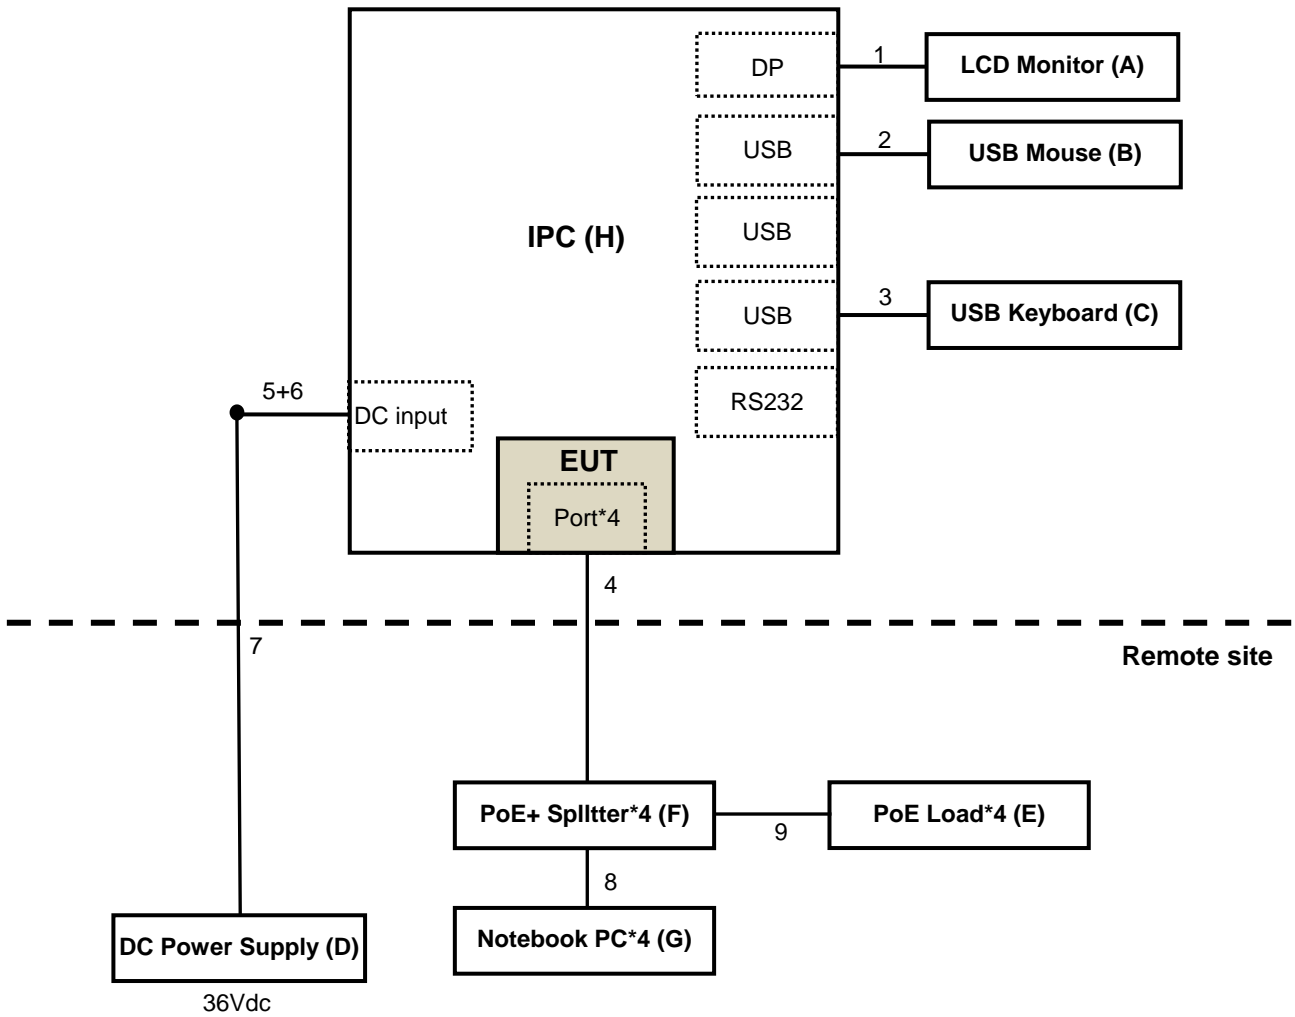 DP
1
LCD Monitor (A)
USB
2
USB Mouse (B)
IPC (H)
USB
USB
3
USB Keyboard (C)
5+6
DC input
RS232
EUT
Port*4
4
7
Remote site
PoE+ SplItter*4 (F)
9
PoE Load*4 (E)
8
DC Power Supply (D)
Notebook PC*4 (G)
36Vdc